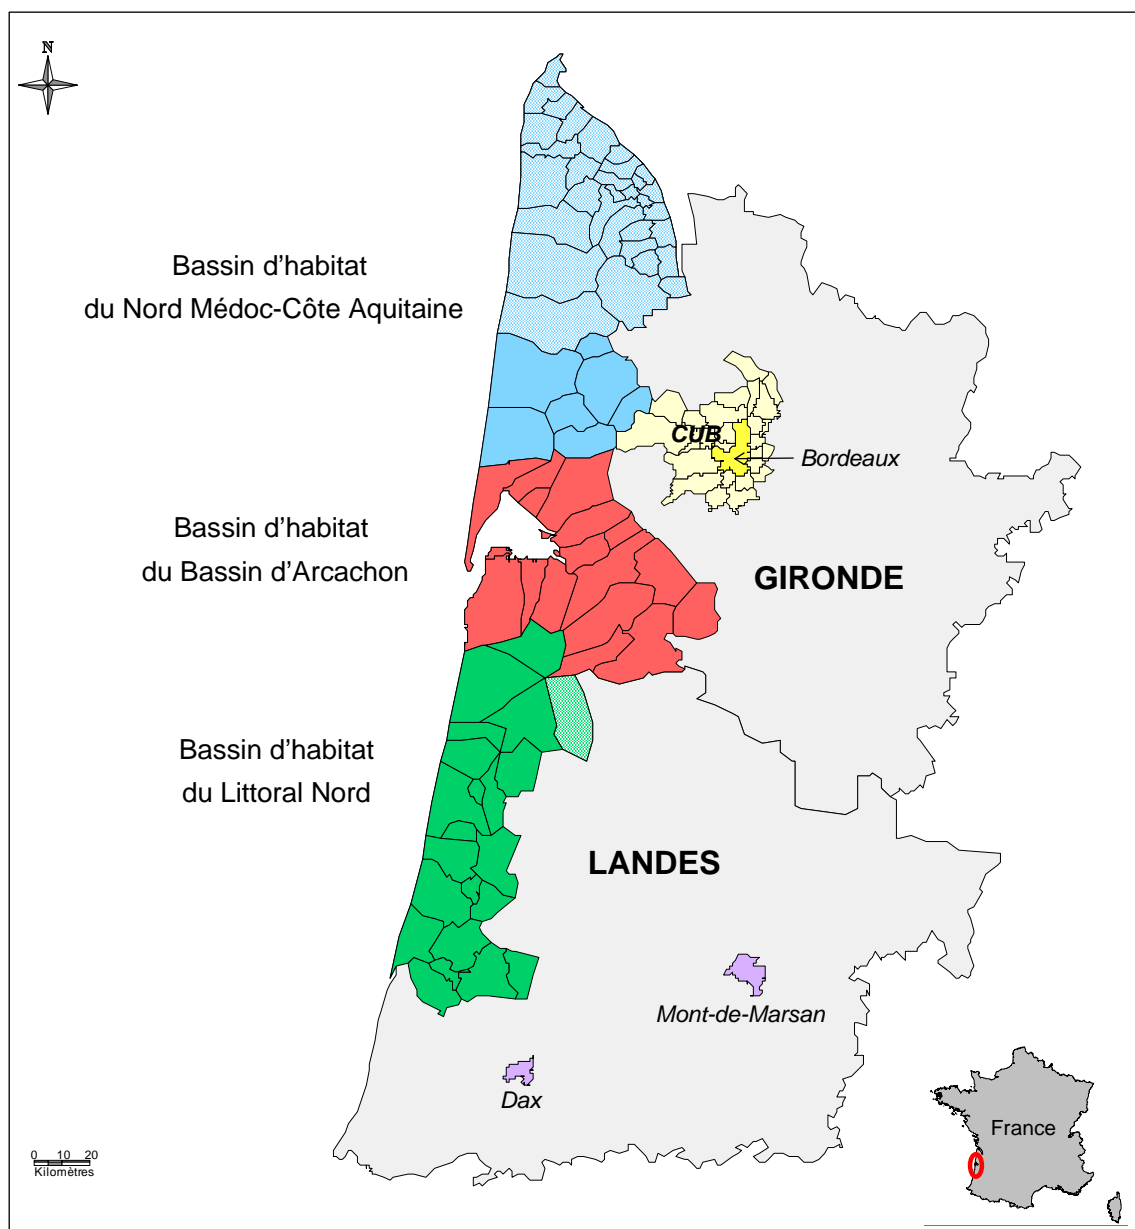 N
Bassin d'habitat
du Nord Médoc-Côte Aquitaine
CUB
Bordeaux
Bassin d'habitat
du Bassin d'Arcachon
GIRONDE
Bassin d'habitat
du Littoral Nord
LANDES
Mont-de-Marsan
Dax
France
0 10 20
Kilomètres